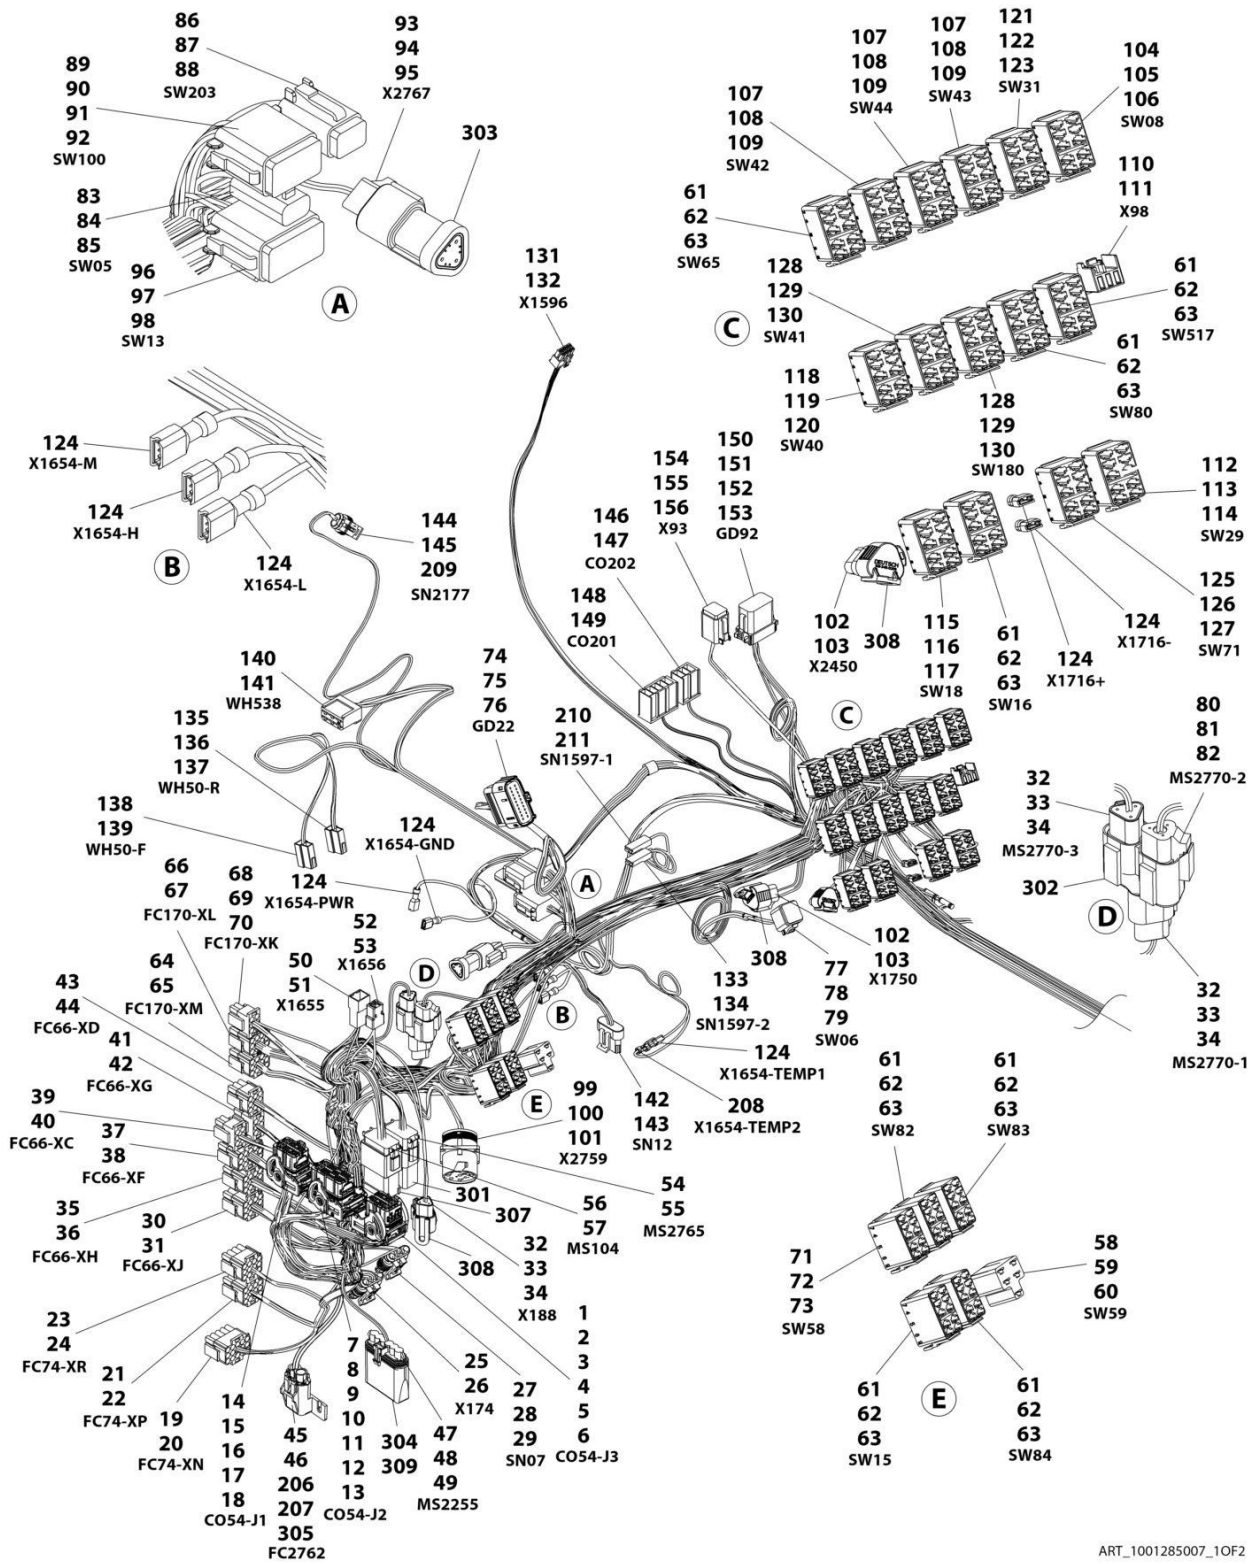 86
87
88
SW203
93
94
95
X2767
89
90
91
92
SW100
303
83
84
85
SW05
96
97
98
SW13
A
131
132
X1596
107
108
109
SW42
107
108
109
SW44
107
108
109
SW43
121
122
123
SW31
104
105
106
SW08
110
111
X98
61
62
63
SW65
C
128
129
130
SW41
61
62
63
SW517
61
62
63
SW80
118
119
120
SW40
128
129
130
SW180
112
113
114
SW29
125
126
127
SW71
124
X1716-
124
X1716+
61
62
63
SW16
115
116
117
SW18
308
102
103
X2450
124
X1654-M
124
X1654-H
124
X1654-L
B
144
145
209
SN2177
154
155
156
X93
150
151
152
153
GD92
146
147
CO202
148
149
CO201
140
141
WH538
74
75
76
GD22
210
211
SN1597-1
135
136
137
WH50-R
138
139
WH50-F
124
X1654-GND
124
X1654-PWR
C
A
80
81
82
MS2770-2
32
33
34
MS2770-3
302
D
32
33
34
MS2770-1
66
67
FC170-XL
68
69
70
FC170-XK
52
53
X1656
50
51
X1655
64
65
FC170-XM
43
44
FC66-XD
41
42
FC66-XG
39
40
FC66-XC
37
38
FC66-XF
35
36
FC66-XH
30
31
FC66-XJ
D
B
E
133
134
SN1597-2
308
102
103
X1750
77
78
79
SW06
124
X1654-TEMP1
208
X1654-TEMP2
142
143
SN12
99
100
101
X2759
54
55
MS2765
56
57
MS104
301
307
308
32
33
34
X188
1
2
3
4
5
6
CO54-J3
23
24
FC74-XR
21
22
FC74-XP
19
20
FC74-XN
14
15
16
17
18
CO54-J1
45
46
206
207
305
FC2762
7
8
9
10
11
12
13
CO54-J2
304
309
25
26
X174
47
48
49
MS2255
27
28
29
SN07
61
62
63
SW82
61
62
63
SW83
71
72
73
SW58
58
59
60
SW59
61
62
63
SW15
E
61
62
63
SW84
ART_1001285007_1OF2